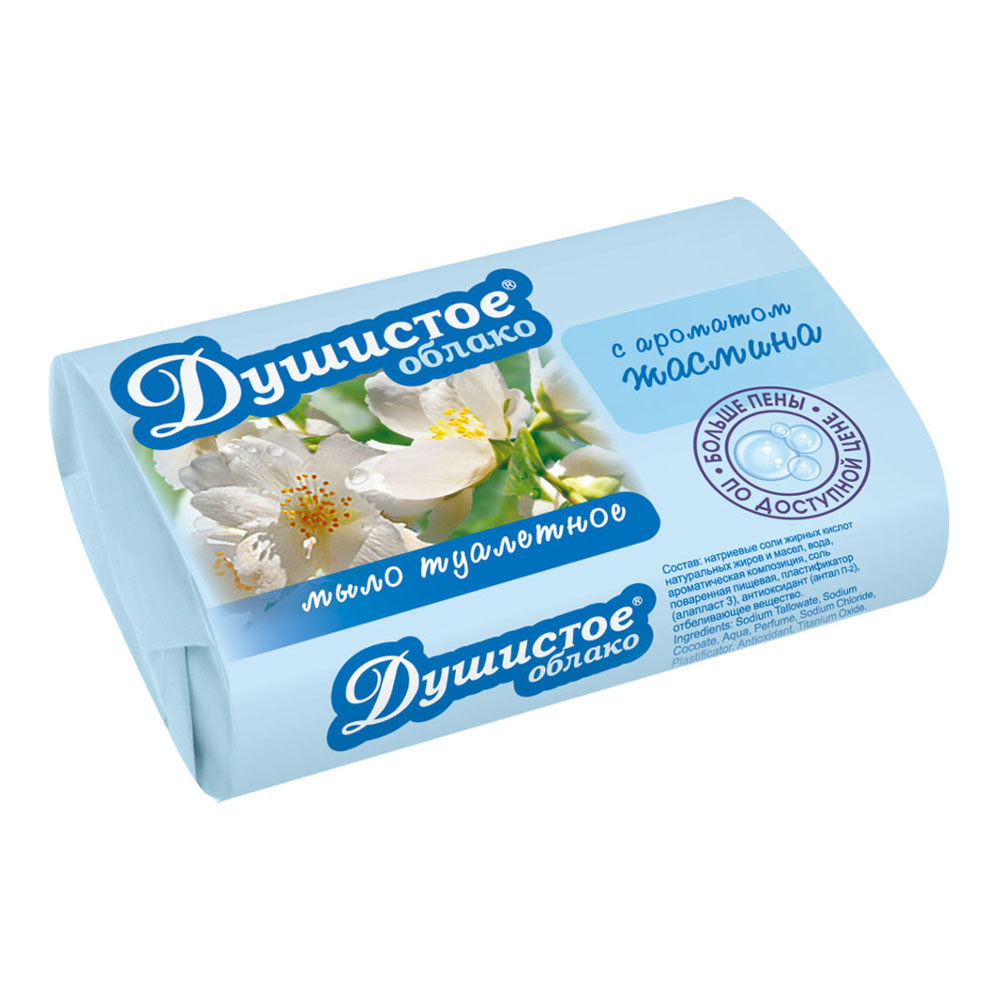 Душистое®
облако
с ароматом
жасмина
• БОЛЬШЕ ПЕНЫ •
ПО ДОСТУПНОЙ ЦЕНЕ
мыло туалетное
Душистое®
облако
Состав: натриевые соли жирных кислот
натуральных жиров и масел, вода,
ароматическая композиция, соль
поваренная пищевая, пластификатор
(алапласт 3), антиоксидант (антал п-2),
отбеливающее вещество.
Ingredients: Sodium Tallowate, Sodium
Cocoate, Aqua, Perfume, Sodium Chloride,
Plastificator, Antioxidant, Titanium Oxide.